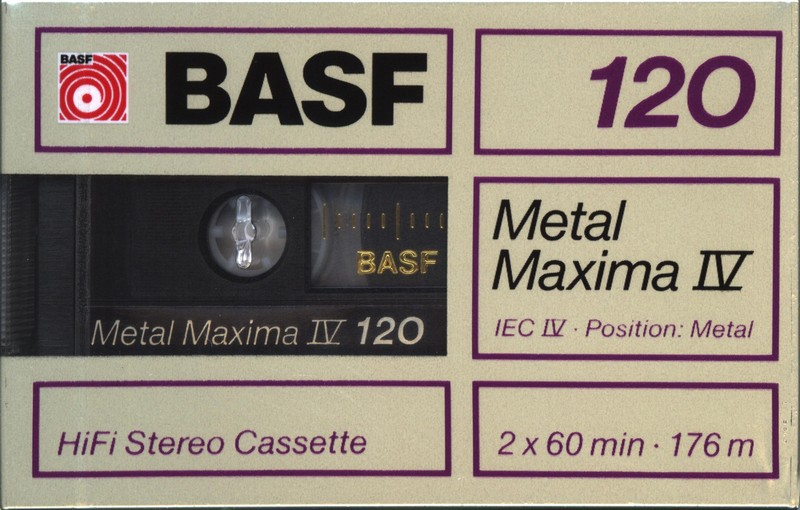 BASF
BASF
120
BASF
Metal Maxima IV 120
Metal
Maxima IV
IEC IV · Position: Metal
HiFi Stereo Cassette
2 x 60 min · 176 m